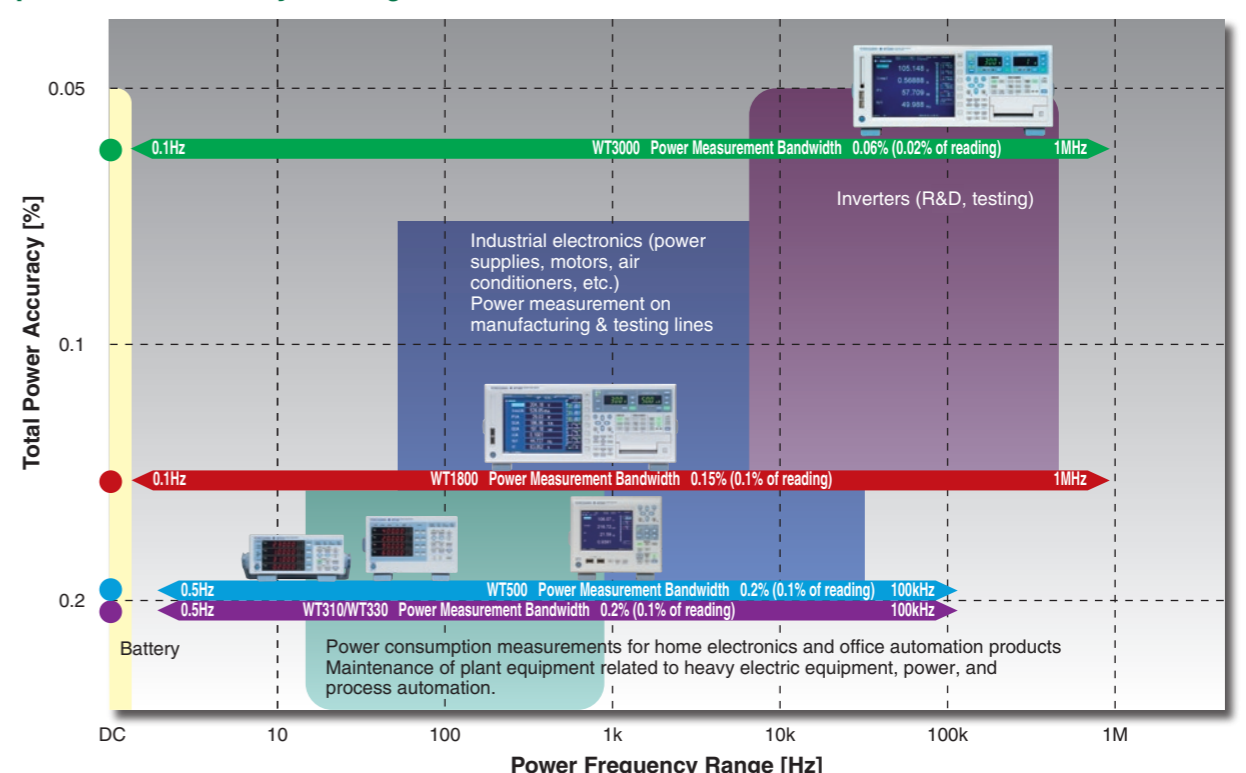 0.05
0.1Hz WT3000 Power Measurement Bandwidth 0.06% (0.02% of reading) 1MHz
Inverters (R&D, testing)
Industrial electronics (power
supplies, motors, air
conditioners, etc.)
Power measurement on
manufacturing & testing lines
Total Power Accuracy [%]
0.1
0.1Hz WT1800 Power Measurement Bandwidth 0.15% (0.1% of reading) 1MHz
0.5Hz WT500 Power Measurement Bandwidth 0.2% (0.1% of reading) 100kHz
0.2
0.5Hz WT310/WT330 Power Measurement Bandwidth 0.2% (0.1% of reading) 100kHz
Battery
Power consumption measurements for home electronics and office automation products
Maintenance of plant equipment related to heavy electric equipment, power, and
process automation.
DC 10 100 1k 10k 100k 1M
Power Frequency Range [Hz]